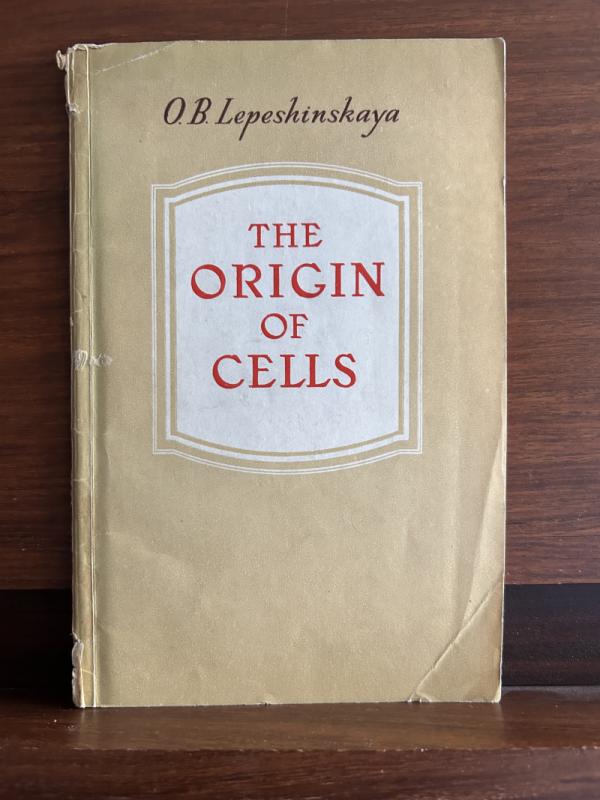 O. B. Lepeshinskaya
THE
ORIGIN
OF
CELLS